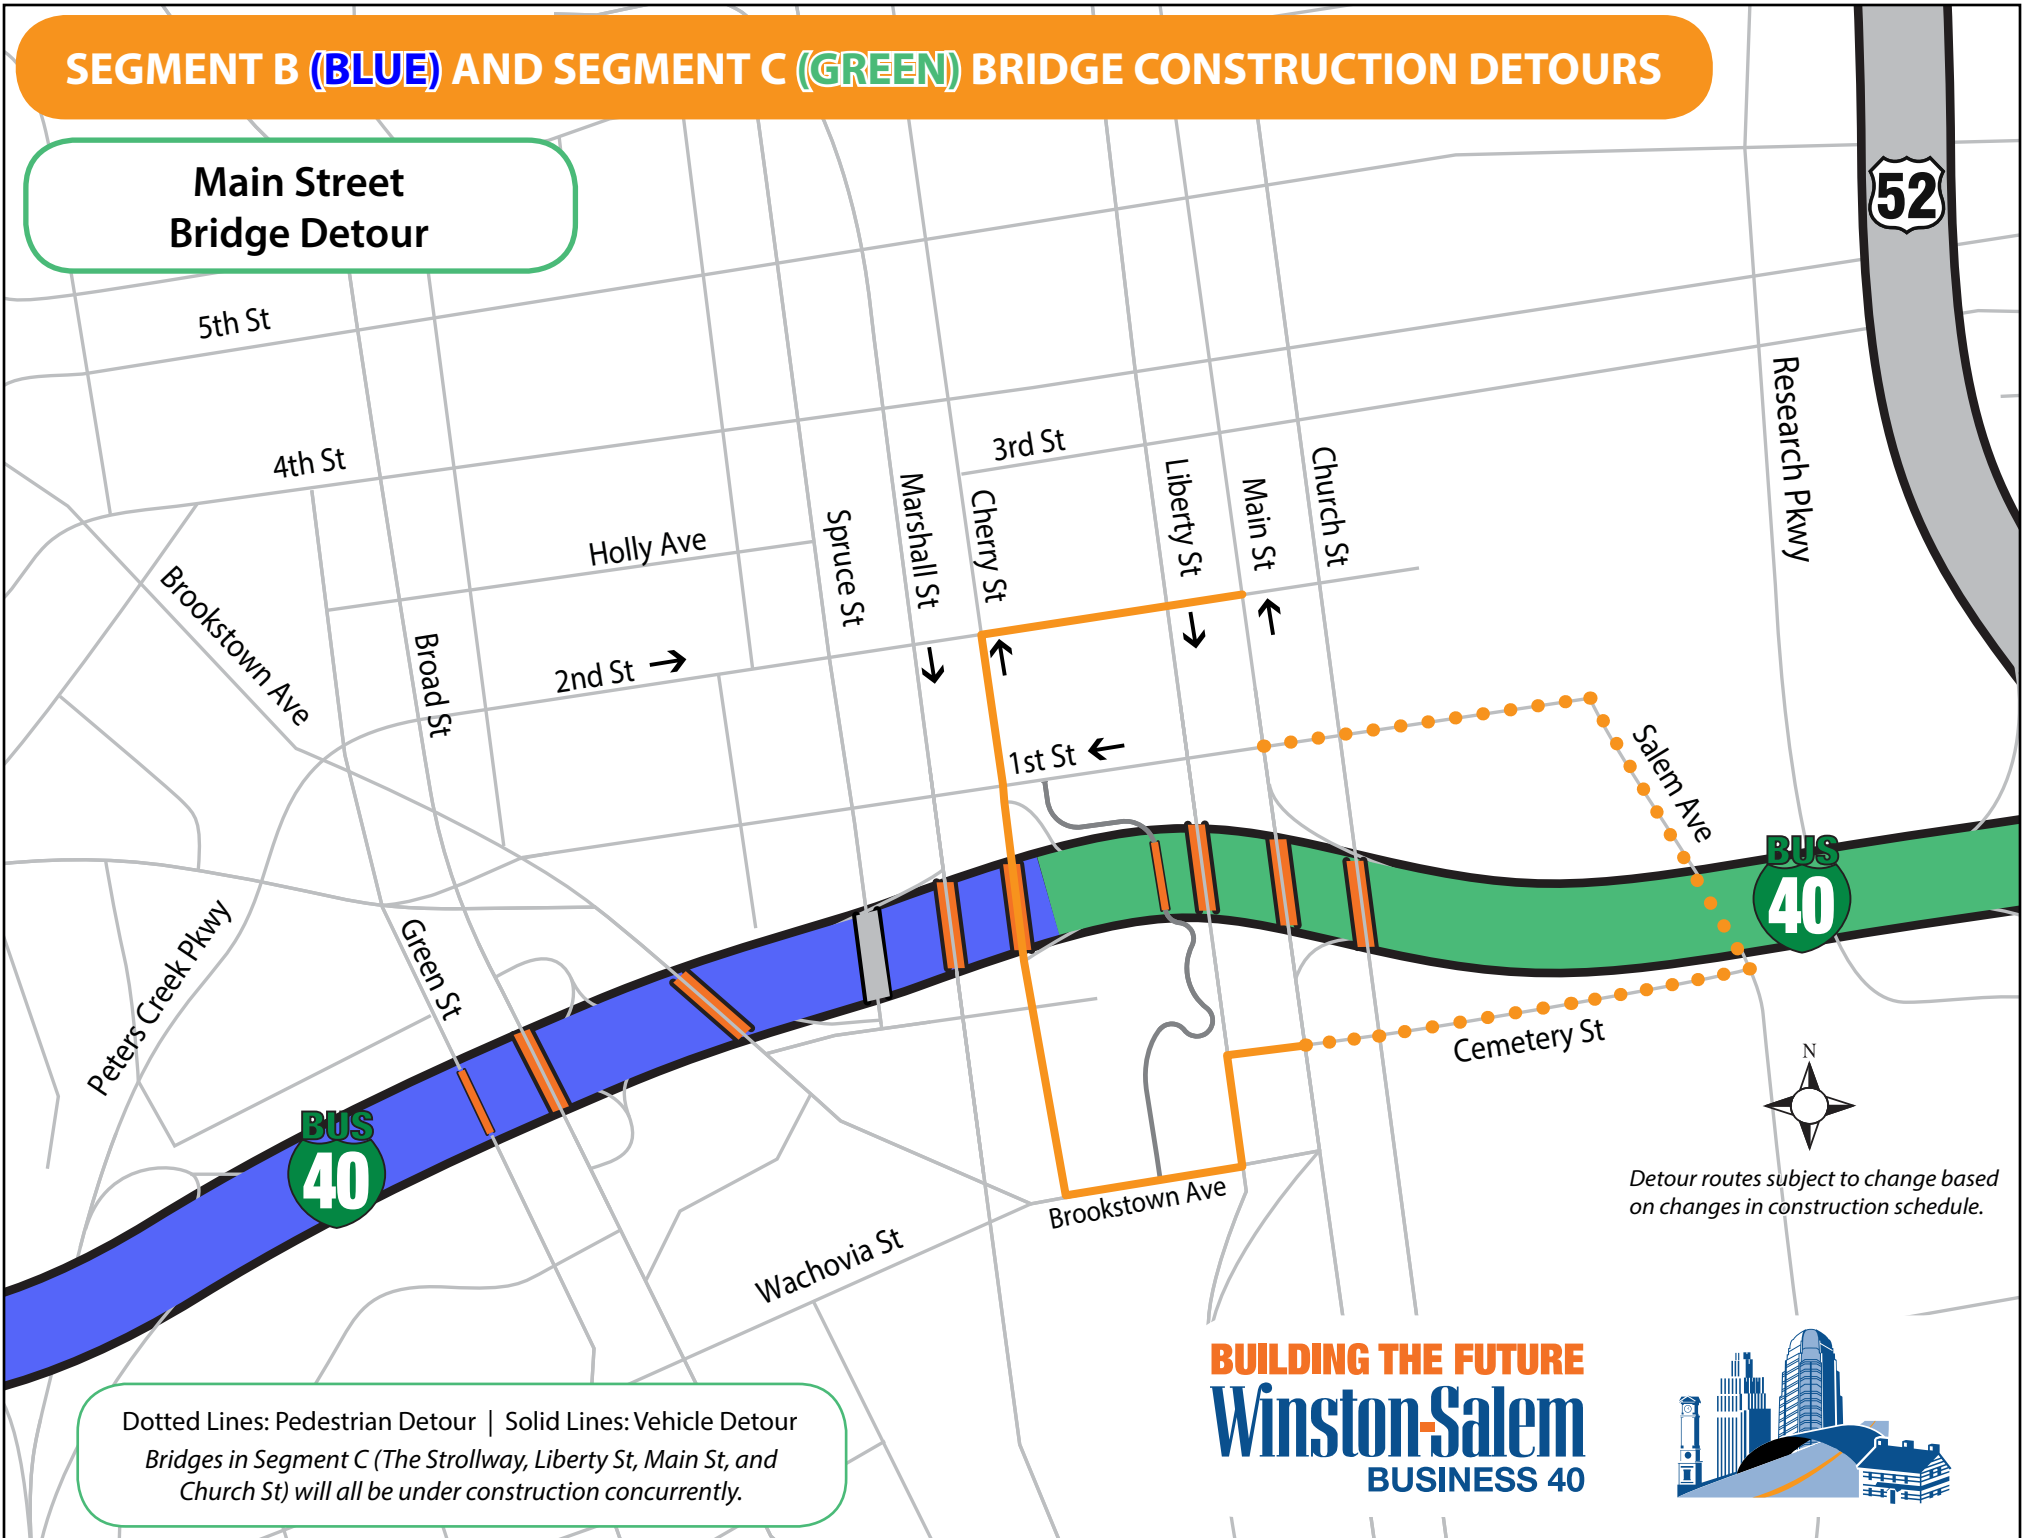 SEGMENT B (BLUE) AND SEGMENT C (GREEN) BRIDGE CONSTRUCTION DETOURS
Main Street
Bridge Detour
52
5th St
4th St
3rd St
Holly Ave
Brookstown Ave
Broad St
2nd St
Spruce St
Marshall St
Cherry St
Liberty St
Main St
Church St
Research Pkwy
1st St
Salem Ave
BUS
40
Peters Creek Pkwy
Green St
Cemetery St
N
BUS
40
Detour routes subject to change based
on changes in construction schedule.
Brookstown Ave
Wachovia St
Dotted Lines: Pedestrian Detour | Solid Lines: Vehicle Detour
Bridges in Segment C (The Strollway, Liberty St, Main St, and
Church St) will all be under construction concurrently.
BUILDING THE FUTURE
Winston-Salem
BUSINESS 40